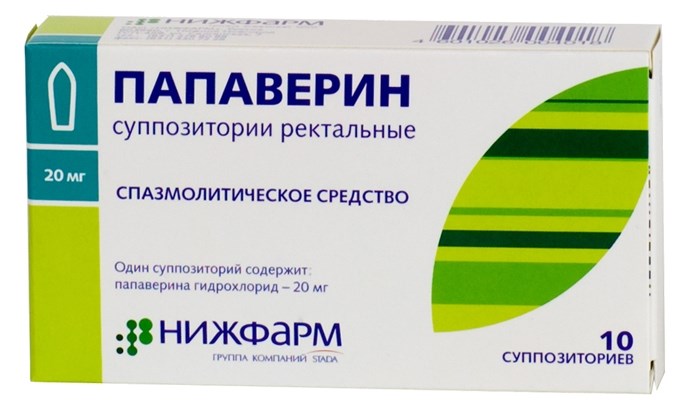 ПАПАВЕРИН
суппозитории ректальные
20 мг
СПАЗМОЛИТИЧЕСКОЕ СРЕДСТВО
Один суппозиторий содержит:
папаверина гидрохлорид – 20 мг
НИЖФАРМ
ГРУППА КОМПАНИЙ STADA
10
СУППОЗИТОРИЕВ